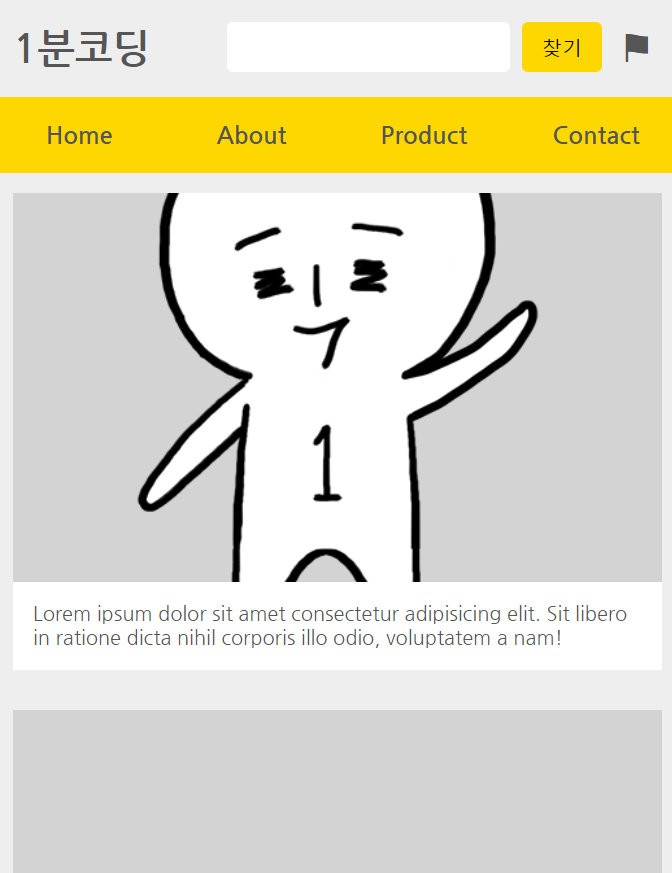 1분코딩
찾기
Home About Product Contact
1
Lorem ipsum dolor sit amet consectetur adipisicing elit. Sit libero
in ratione dicta nihil corporis illo odio, voluptatem a nam!